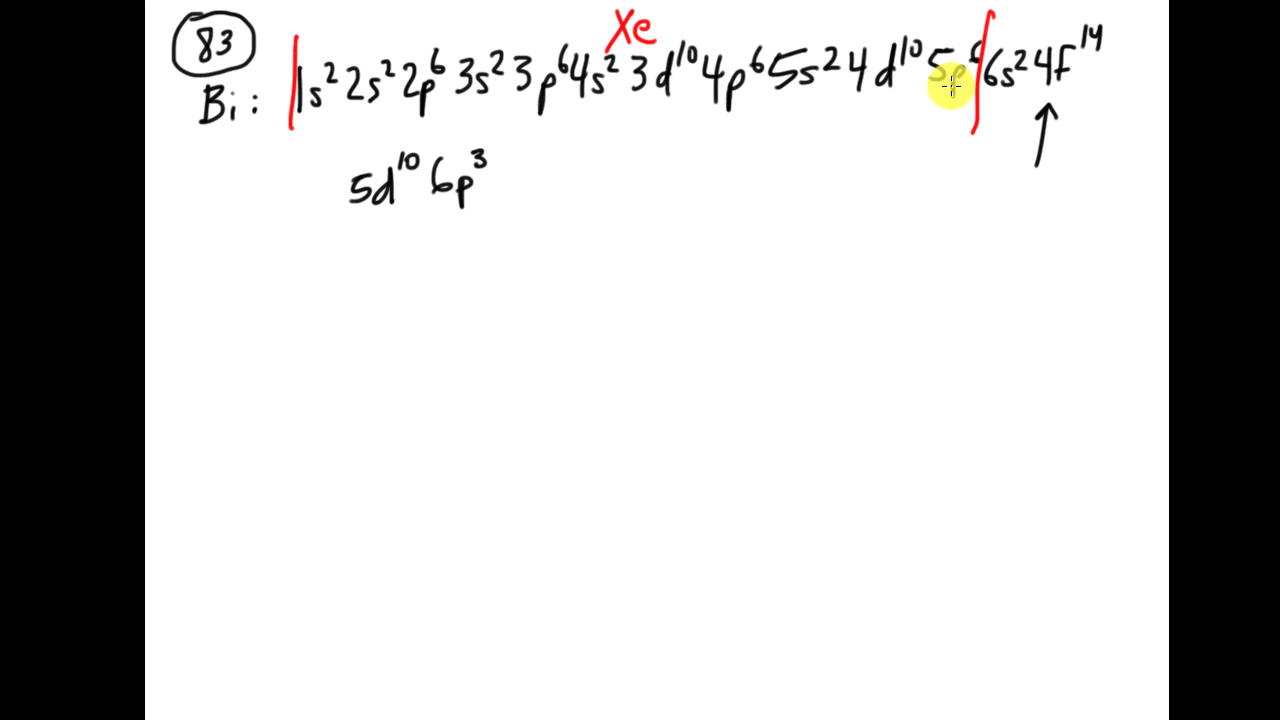 83
Xe
Bi: 1s² 2s² 2p⁶ 3s² 3p⁶ 4s² 3d¹⁰ 4p⁶ 5s² 4d¹⁰ 5p⁶ 6s² 4f¹⁴
5d¹⁰ 6p³